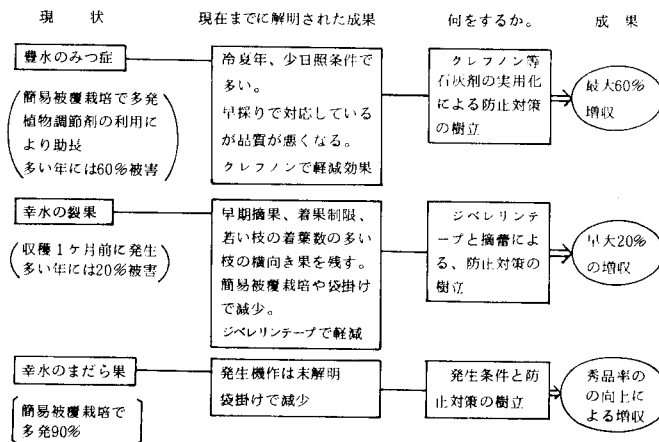 現状
現在までに解明された成果
何をするか。
成果
豊水のみつ症
簡易被覆栽培で多発
植物調節剤の利用に
より助長
多い年には60%被害
冷夏年、少日照条件で
多い。
早採りで対応している
が品質が悪くなる。
クレフノンで軽減効果
クレフノン等
石灰剤の実用化
による防止対策
の樹立
最大60%
増収
幸水の裂果
収穫1ケ月前に発生
多い年には20%被害
早期摘果、着果制限、
若い枝の着葉数の多い
枝の横向き果を残す。
簡易被覆栽培や袋掛け
で減少。
ジベレリンテープで軽減
ジベレリンテ
ープと摘蕾によ
る、防止対策の
樹立
早大20%
の増収
幸水のまだら果
簡易被覆栽培で
多発90%
発生機作は未解明
袋掛けで減少
発生条件と防
止対策の樹立
秀品率の
の向上に
よる増収